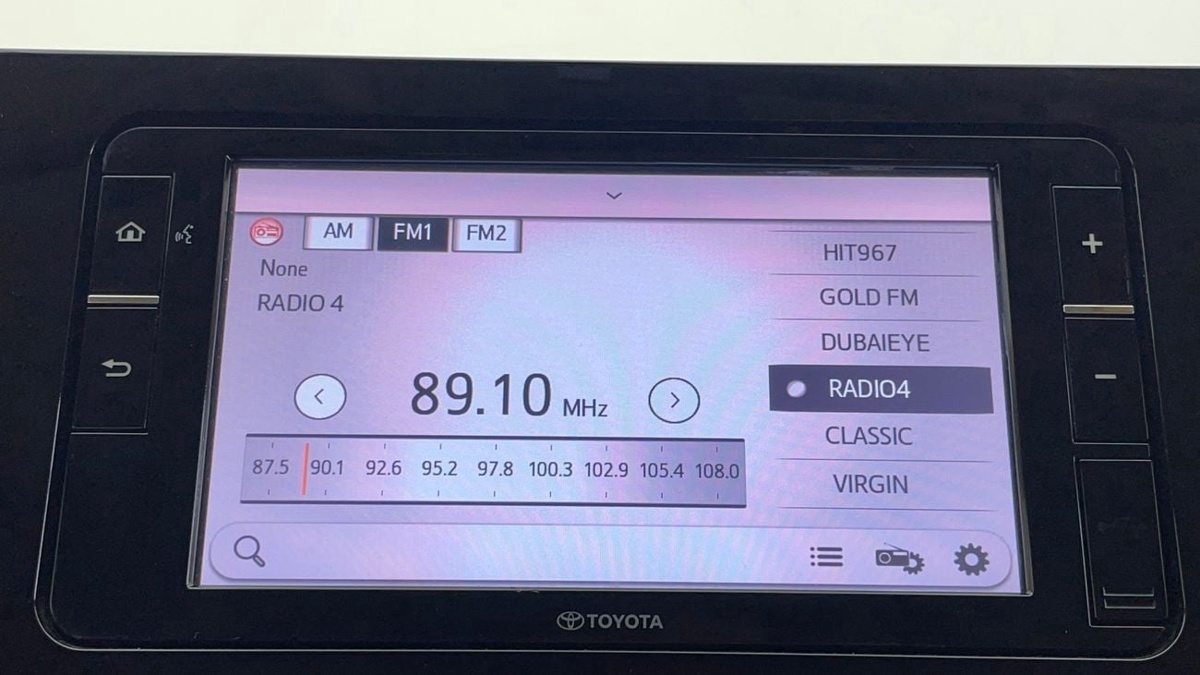 AM FM1 FM2
None
RADIO 4
89.10 MHz
87.5 90.1 92.6 95.2 97.8 100.3 102.9 105.4 108.0
HIT967
GOLD FM
DUBAIEYE
RADIO4
CLASSIC
VIRGIN
+
-
TOYOTA